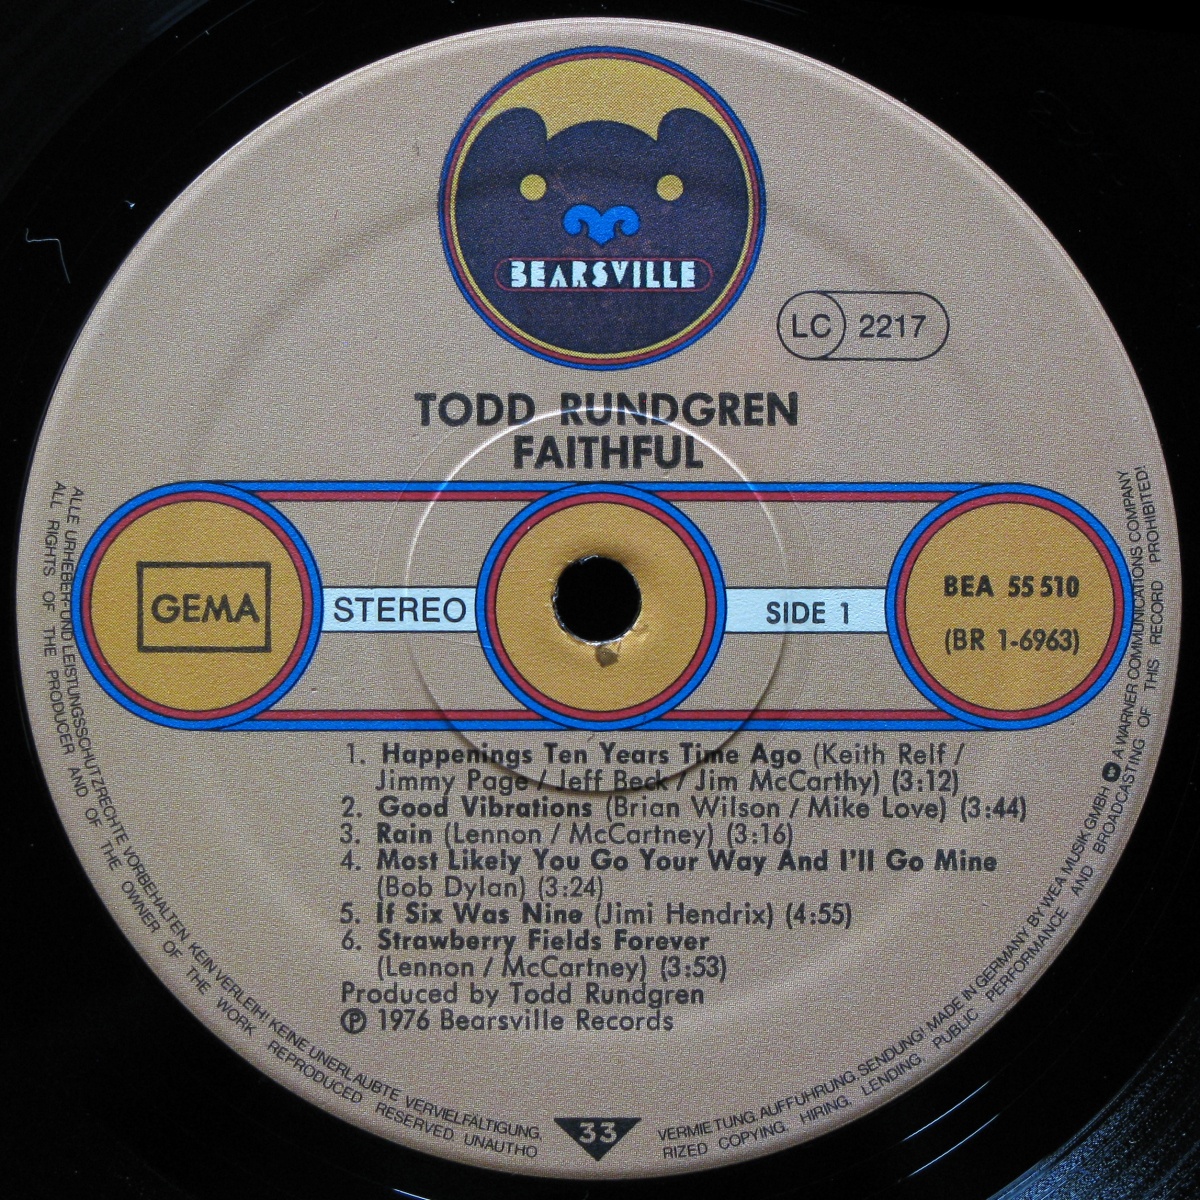 BEARSVILLE
LC 2217
TODD RUNDGREN
FAITHFUL
GEMA
STEREO
SIDE 1
BEA 55 510
(BR 1-6963)
1. Happenings Ten Years Time Ago (Keith Relf /
Jimmy Page / Jeff Beck / Jim McCarthy) (3:12)
2. Good Vibrations (Brian Wilson / Mike Love) (3:44)
3. Rain (Lennon / McCartney) (3:16)
4. Most Likely You Go Your Way And I'll Go Mine
(Bob Dylan) (3:24)
5. If Six Was Nine (Jimi Hendrix) (4:55)
6. Strawberry Fields Forever
(Lennon / McCartney) (3:53)
Produced by Todd Rundgren
Ⓟ 1976 Bearsville Records
33
ALLE URHEBER-UND LEISTUNGSSCHUTZRECHTE VORBEHALTEN. KEIN VERLEIH! KEINE UNERLAUBTE VERVIELFÄLTIGUNG, VERMIETUNG, AUFFÜHRUNG, SENDUNG! MADE IN GERMANY BY WEA MUSIK GMBH A WARNER COMMUNICATIONS COMPANY
ALL RIGHTS OF THE PRODUCER AND OF THE OWNER OF THE WORK REPRODUCED RESERVED UNAUTHORIZED COPYING, HIRING, LENDING, PUBLIC PERFORMANCE AND BROADCASTING OF THIS RECORD PROHIBITED!